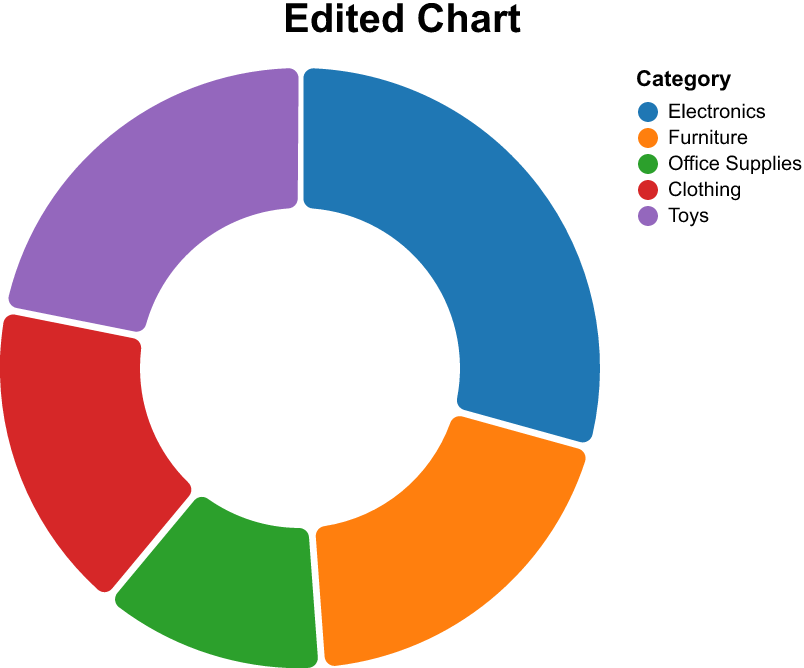 Edited Chart
Category
Electronics
Furniture
Office Supplies
Clothing
Toys